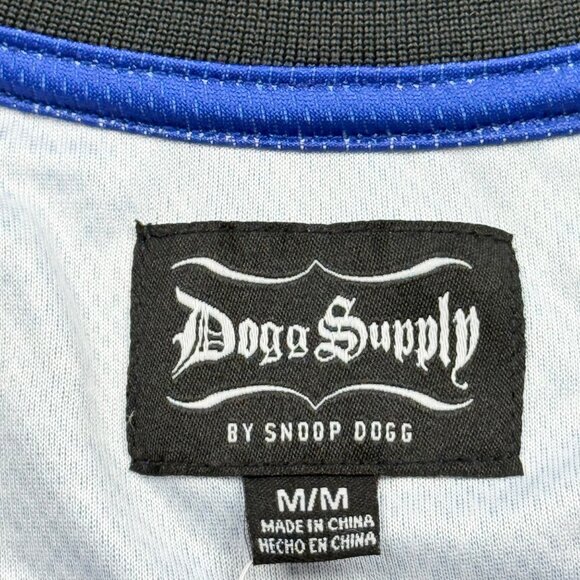 Dogg Supply
BY SNOOP DOGG
M/M
MADE IN CHINA
HECHO EN CHINA